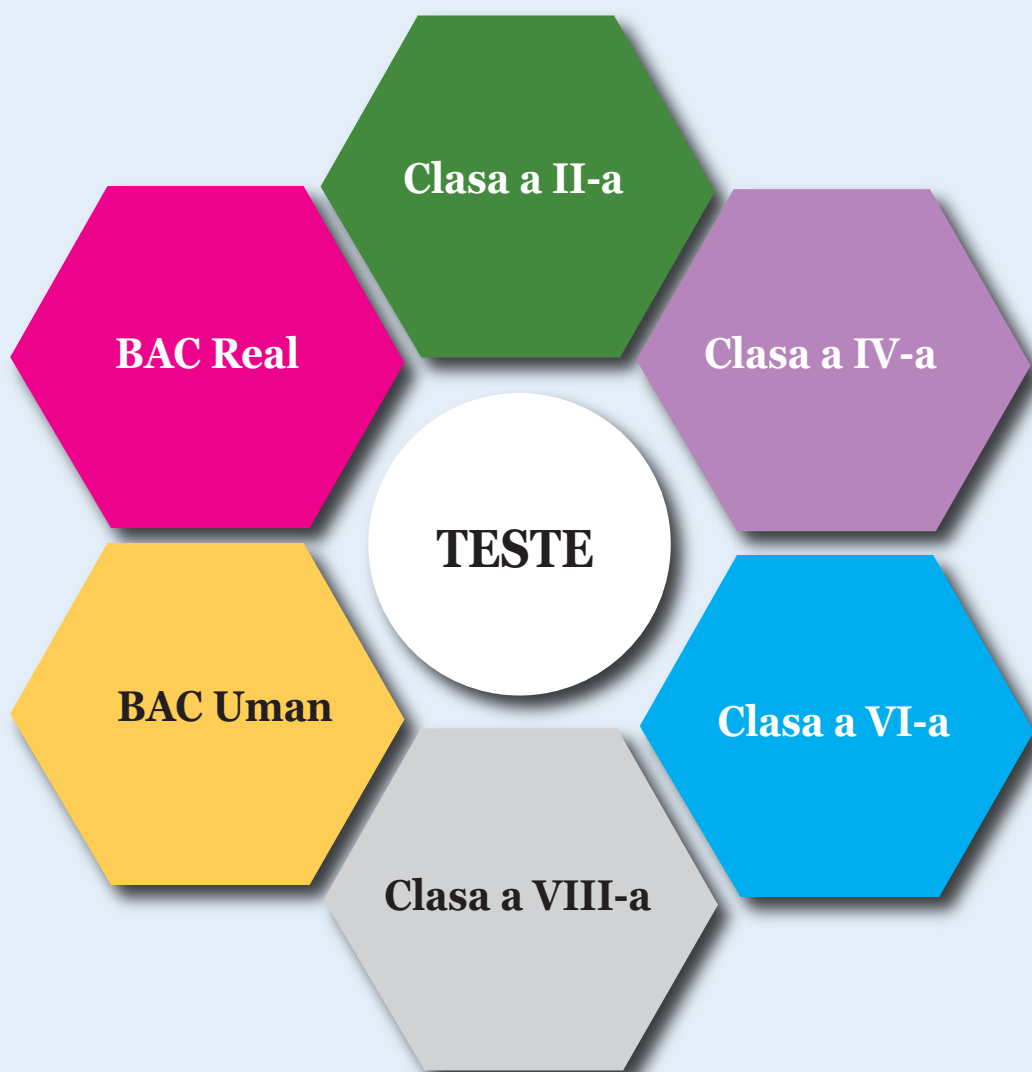 Clasa a II-a
BAC Real
Clasa a IV-a
TESTE
BAC Uman
Clasa a VI-a
Clasa a VIII-a